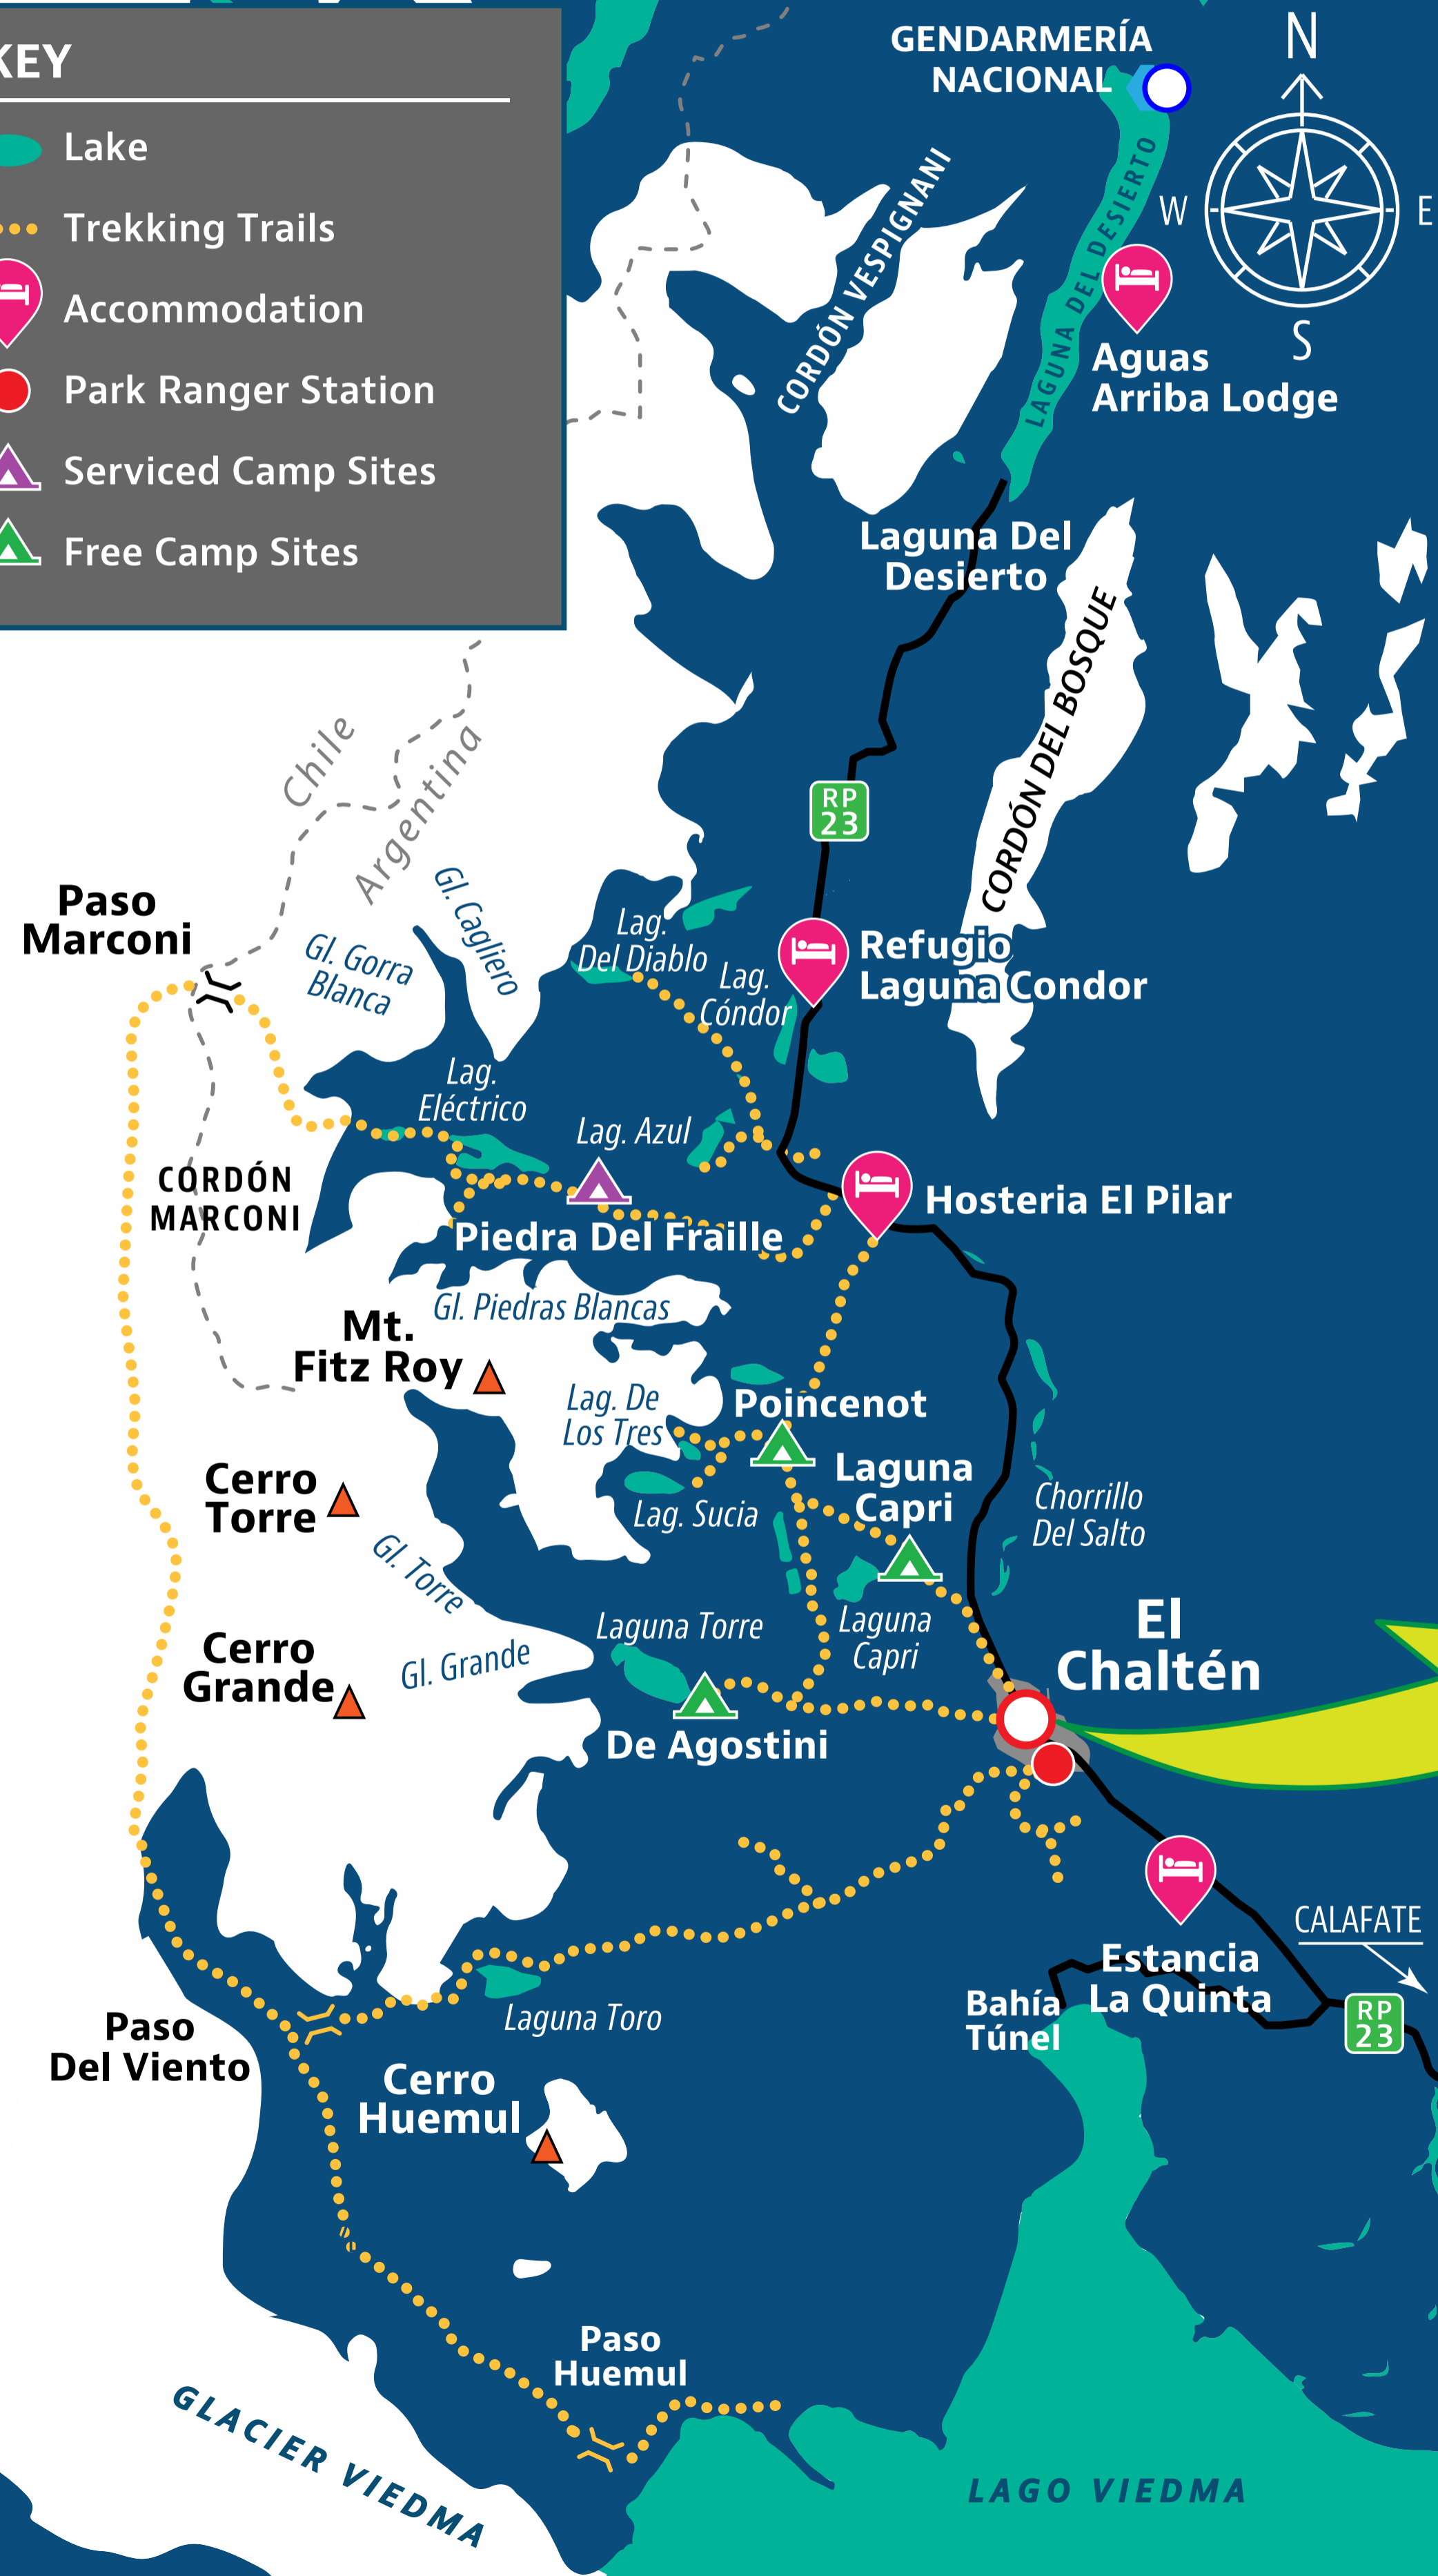 KEY
Lake
Trekking Trails
Accommodation
Park Ranger Station
Serviced Camp Sites
Free Camp Sites
GENDARMERÍA
NACIONAL
N
W
E
S
CORDÓN VESPIGNANI
LAGUNA DEL DESIERTO
Aguas
Arriba Lodge
Laguna Del
Desierto
CORDÓN DEL BOSQUE
Chile
Argentina
RP
23
Paso
Marconi
Gl. Gorra
Blanca
Gl. Cagliero
Lag.
Del Diablo
Lag.
Cóndor
Refugio
Laguna Condor
Lag.
Eléctrico
Lag. Azul
CORDÓN
MARCONI
Piedra Del Fraille
Hosteria El Pilar
Gl. Piedras Blancas
Mt.
Fitz Roy
Lag. De
Los Tres
Poincenot
Laguna
Capri
Cerro
Torre
Lag. Sucia
Chorrillo
Del Salto
Gl. Torre
Laguna Torre
Laguna
Capri
El
Chaltén
Cerro
Grande
Gl. Grande
De Agostini
CALAFATE
Estancia
La Quinta
Bahía
Túnel
RP
23
Laguna Toro
Paso
Del Viento
Cerro
Huemul
Paso
Huemul
GLACIER VIEDMA
LAGO VIEDMA